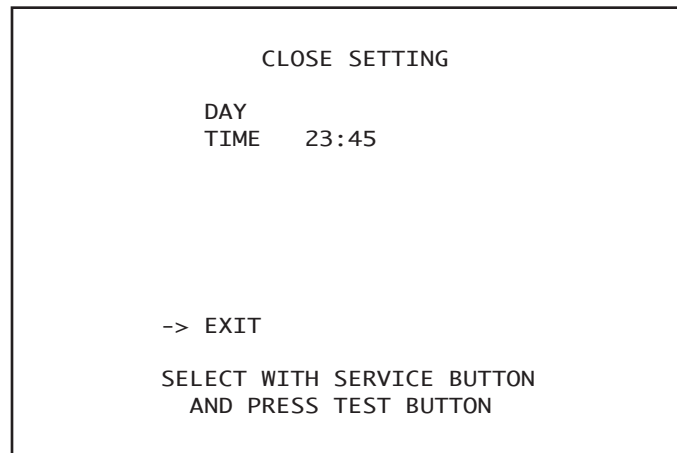 CLOSE SETTING
DAY
TIME 23:45
-> EXIT
SELECT WITH SERVICE BUTTON
AND PRESS TEST BUTTON